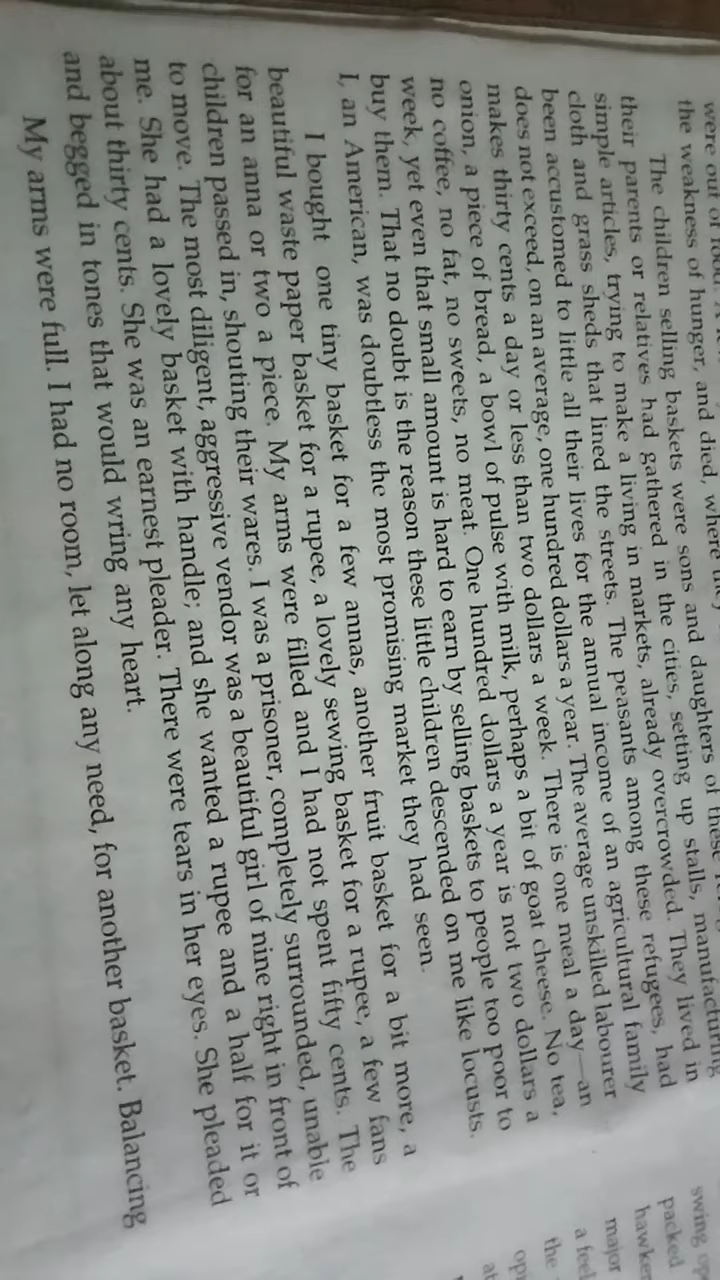 were out of food.
the weakness of hunger, and died, where they
The children selling baskets were sons and daughters of these
their parents or relatives had gathered in the cities, setting up stalls, manufacturing
simple articles, trying to make a living in markets, already overcrowded. They lived in
cloth and grass sheds that lined the streets. The peasants among these refugees, had
been accustomed to little all their lives for the annual income of an agricultural family
does not exceed, on an average, one hundred dollars a year. The average unskilled labourer
makes thirty cents a day or less than two dollars a week. There is one meal a day—an
onion, a piece of bread, a bowl of pulse with milk, perhaps a bit of goat cheese. No tea,
no coffee, no fat, no sweets, no meat. One hundred dollars a year is not two dollars a
week, yet even that small amount is hard to earn by selling baskets to people too poor to
buy them. That no doubt is the reason these little children descended on me like locusts.
I, an American, was doubtless the most promising market they had seen.
I bought one tiny basket for a few annas, another fruit basket for a bit more, a
beautiful waste paper basket for a rupee, a lovely sewing basket for a rupee, a few fans
for an anna or two a piece. My arms were filled and I had not spent fifty cents. The
children passed in, shouting their wares. I was a prisoner, completely surrounded, unable
to move. The most diligent, aggressive vendor was a beautiful girl of nine right in front of
me. She had a lovely basket with handle; and she wanted a rupee and a half for it or
about thirty cents. She was an earnest pleader. There were tears in her eyes. She pleaded
and begged in tones that would wring any heart.
My arms were full. I had no room, let along any need, for another basket. Balancing
swing
packed
major
the